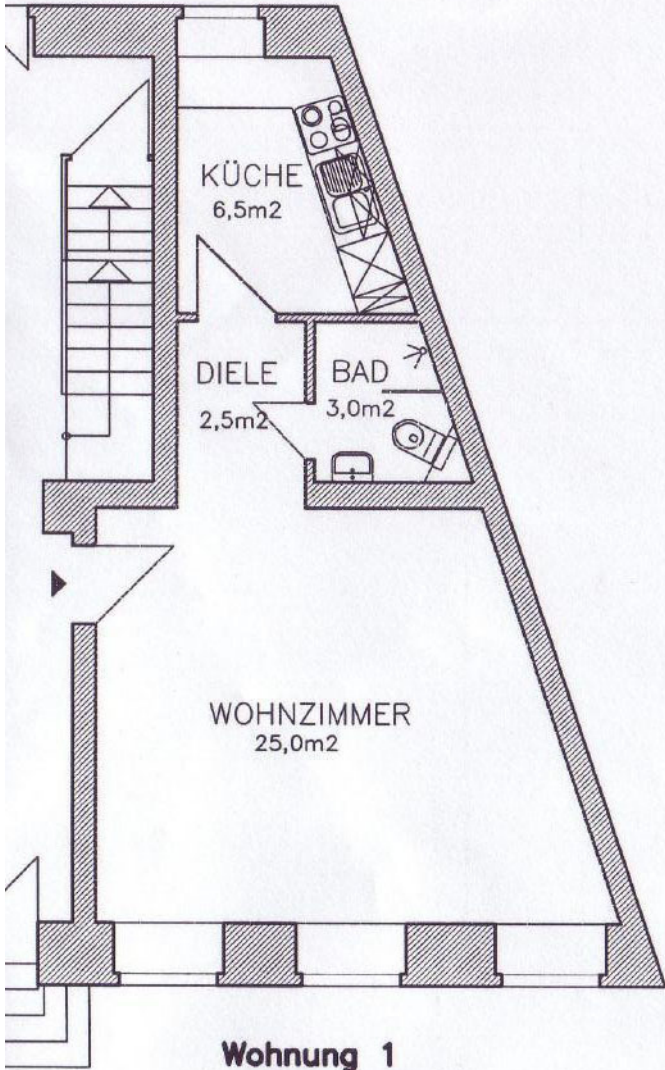 KÜCHE
6,5m2
DIELE
2,5m2
BAD
3,0m2
WOHNZIMMER
25,0m2
Wohnung 1